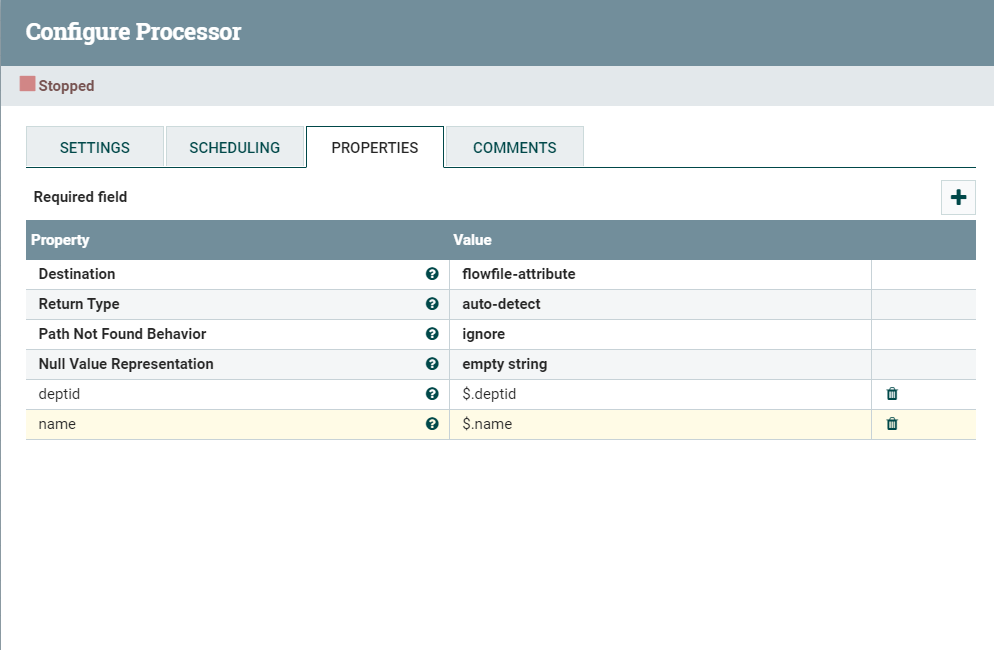 Configure Processor
Stopped
SETTINGS SCHEDULING PROPERTIES COMMENTS
Required field
Property Value
Destination flowfile-attribute
Return Type auto-detect
Path Not Found Behavior ignore
Null Value Representation empty string
deptid $.deptid
name $.name